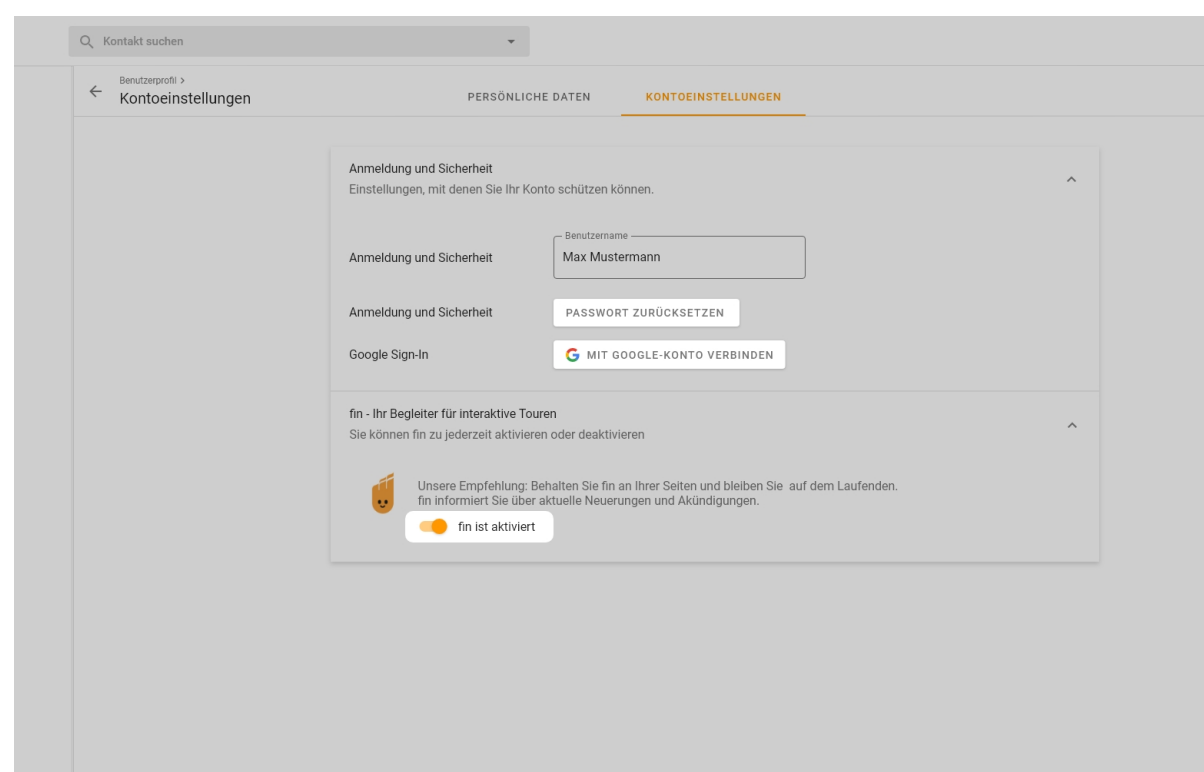 Kontakt suchen
Benutzerprofil >
Kontoeinstellungen
PERSÖNLICHE DATEN
KONTOEINSTELLUNGEN
Anmeldung und Sicherheit
Einstellungen, mit denen Sie Ihr Konto schützen können.
Benutzername
Anmeldung und Sicherheit
Max Mustermann
Anmeldung und Sicherheit
PASSWORT ZURÜCKSETZEN
Google Sign-In
MIT GOOGLE-KONTO VERBINDEN
fin - Ihr Begleiter für interaktive Touren
Sie können fin zu jederzeit aktivieren oder deaktivieren
Unsere Empfehlung: Behalten Sie fin an Ihrer Seiten und bleiben Sie auf dem Laufenden.
fin informiert Sie über aktuelle Neuerungen und Akündigungen.
fin ist aktiviert